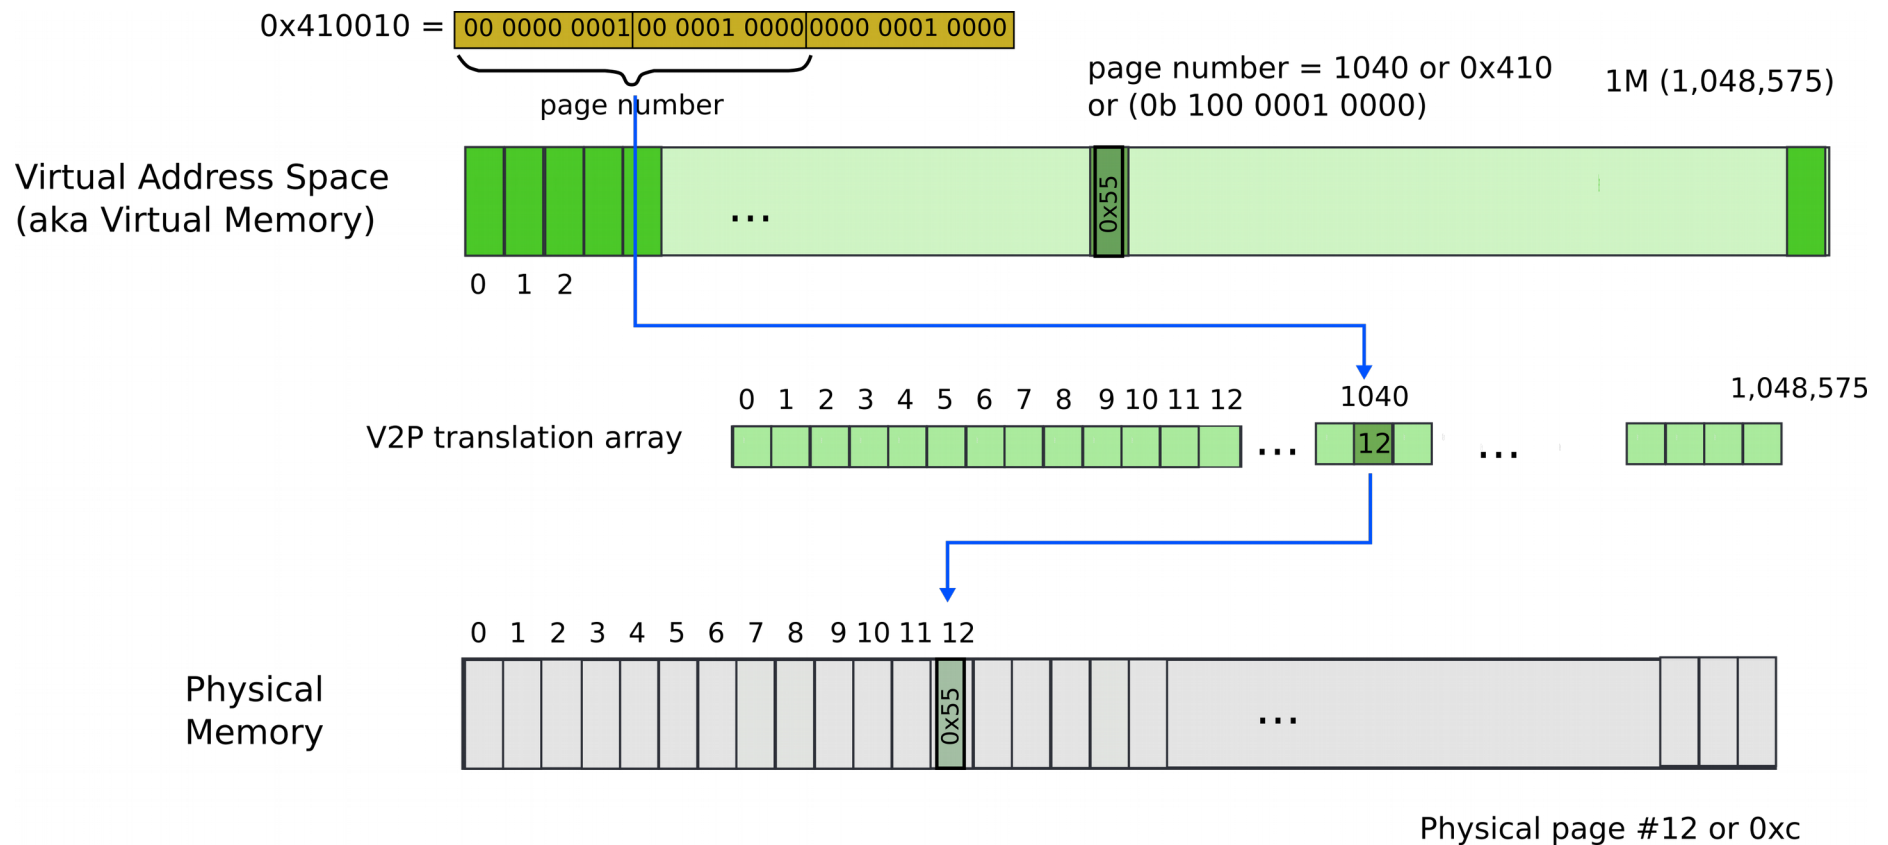 0x410010 = 00 0000 0001 00 0001 0000 0000 0001 0000
page number
page number = 1040 or 0x410
or (0b 100 0001 0000)
1M (1,048,575)
Virtual Address Space
(aka Virtual Memory)
...
0x55
0 1 2
0 1 2 3 4 5 6 7 8 9 10 11 12
1040
1,048,575
V2P translation array
...
12
...
0 1 2 3 4 5 6 7 8 9 10 11 12
Physical
Memory
0x55
...
Physical page #12 or 0xc